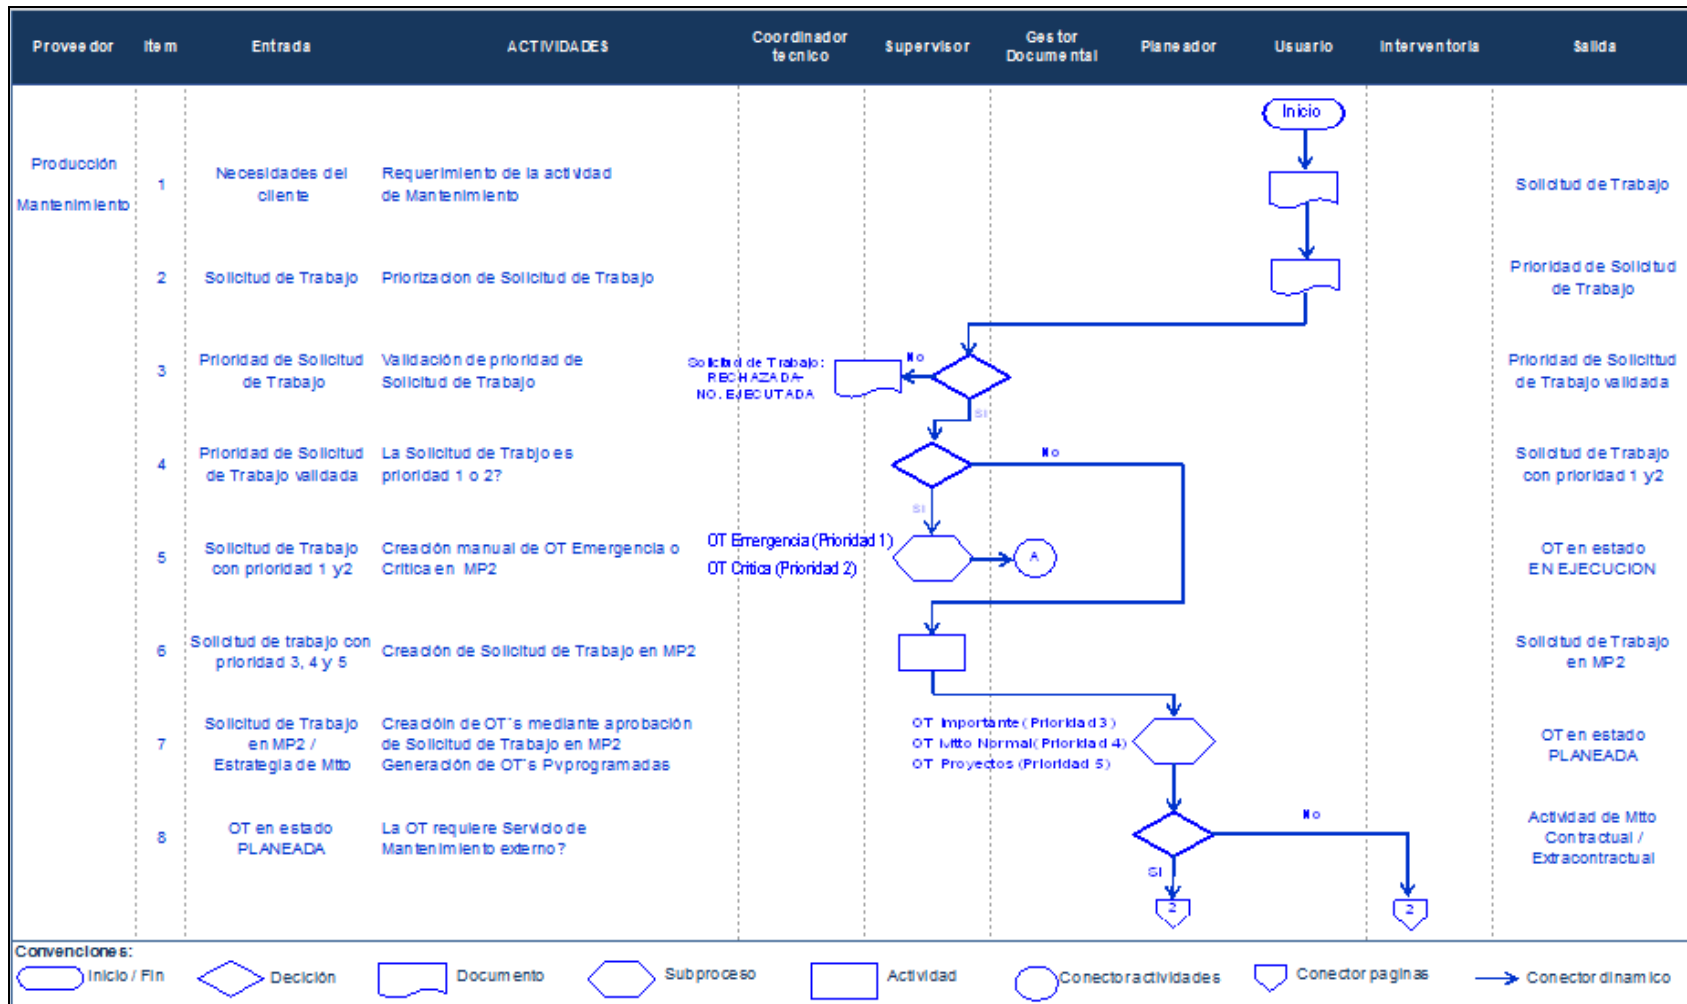 Proveedor
Item
Entrada
ACTIVIDADES
Coordinador
tecnico
Supervisor
Gestor
Documental
Planeador
Usuario
Interventoria
Salida
Inicio
Producción
Mantenimiento
1
Necesidades del
cliente
Requerimiento de la actividad
de Mantenimiento
Solicitud de Trabajo
2
Solicitud de Trabajo
Priorizacion de Solicitud de Trabajo
Prioridad de Solicitud
de Trabajo
3
Prioridad de Solicitud
de Trabajo
Validación de prioridad de
Solicitud de Trabajo
Solicitud de Trabajo:
RECHAZADA-
NO. EJECUTADA
No
SI
Prioridad de Solicittud
de Trabajo validada
4
Prioridad de Solicitud
de Trabajo validada
La Solicitud de Trabjo es
prioridad 1 o 2?
No
SI
Solicitud de Trabajo
con prioridad 1 y2
5
Solicitud de Trabajo
con prioridad 1 y2
Creación manual de OT Emergencia o
Critica en MP2
OT Emergencia (Prioridad 1)
OT Critica (Prioridad 2)
A
OT en estado
EN EJECUCION
6
Solicitud de trabajo con
prioridad 3, 4 y 5
Creación de Solicitud de Trabajo en MP2
Solicitud de Trabajo
en MP2
7
Solicitud de Trabajo
en MP2 /
Estrategia de Mtto
Creacióin de OT´s mediante aprobación
de Solicitud de Trabajo en MP2
Generación de OT´s Pvprogramadas
OT Importante (Prioridad 3)
OT Mtto Normal (Prioridad 4)
OT Proyectos (Prioridad 5)
OT en estado
PLANEADA
8
OT en estado
PLANEADA
La OT requiere Servicio de
Mantenimiento externo?
No
SI
2
2
Actividad de Mtto
Contractual /
Extracontractual
Convenciones:
Inicio / Fin
Decición
Documento
Subproceso
Actividad
Conector actividades
Conector paginas
Conector dinamico